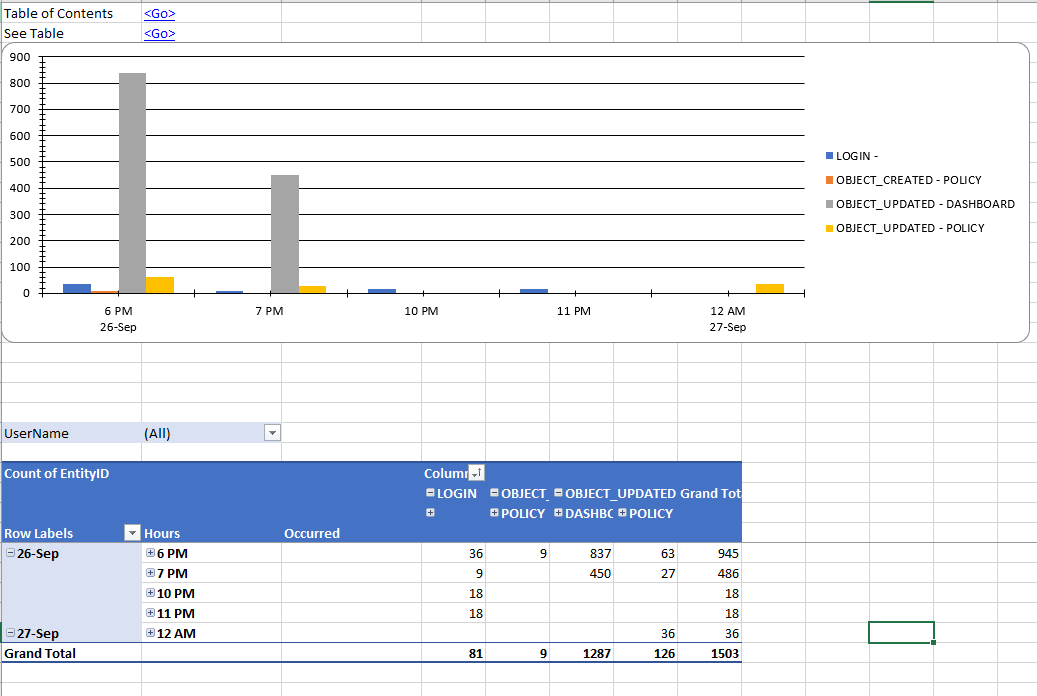 Table of Contents <Go>
See Table <Go>
900
800
700
600
500
400
300
200
100
0
6 PM 7 PM 10 PM 11 PM 12 AM
26-Sep 27-Sep
LOGIN -
OBJECT_CREATED - POLICY
OBJECT_UPDATED - DASHBOARD
OBJECT_UPDATED - POLICY
UserName (All)
Count of EntityID Column
LOGIN OBJECT_ OBJECT_UPDATED Grand Tot
POLICY DASHBC POLICY
Row Labels Hours Occurred
26-Sep 6 PM 36 9 837 63 945
7 PM 9 450 27 486
10 PM 18 18
11 PM 18 18
27-Sep 12 AM 36 36
Grand Total 81 9 1287 126 1503